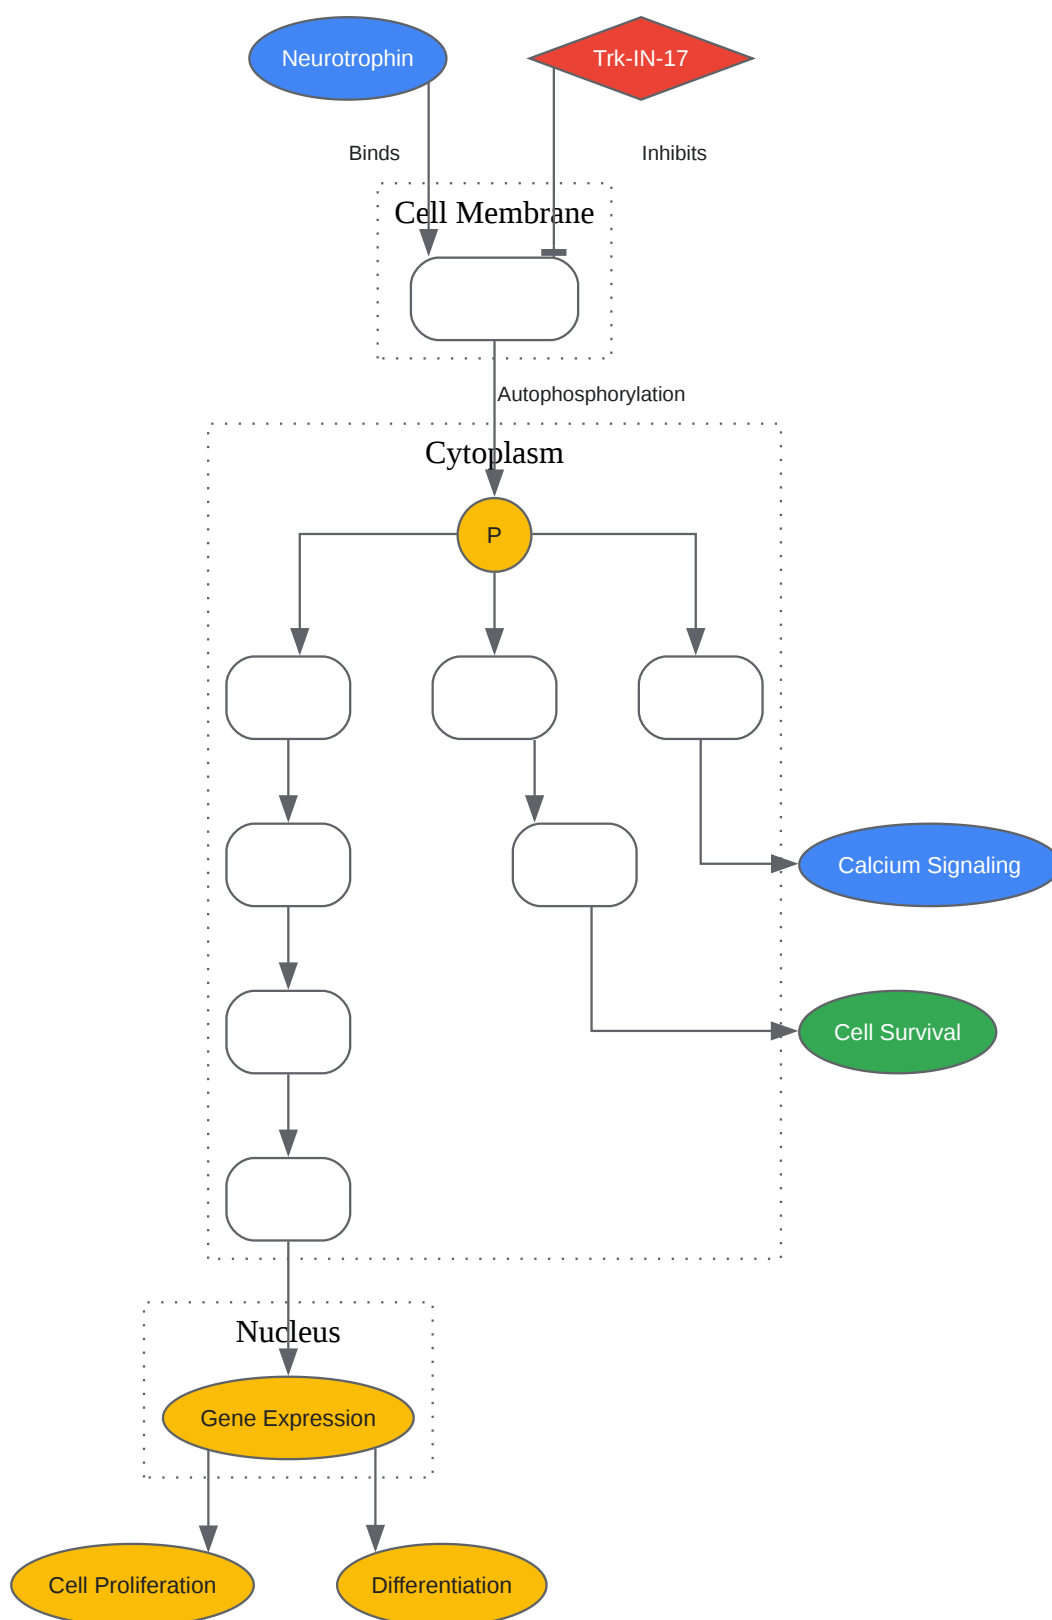 Neurotrophin
Trk-IN-17
Binds
Inhibits
Cell Membrane
Autophosphorylation
Cytoplasm
P
Calcium Signaling
Cell Survival
Nucleus
Gene Expression
Cell Proliferation
Differentiation